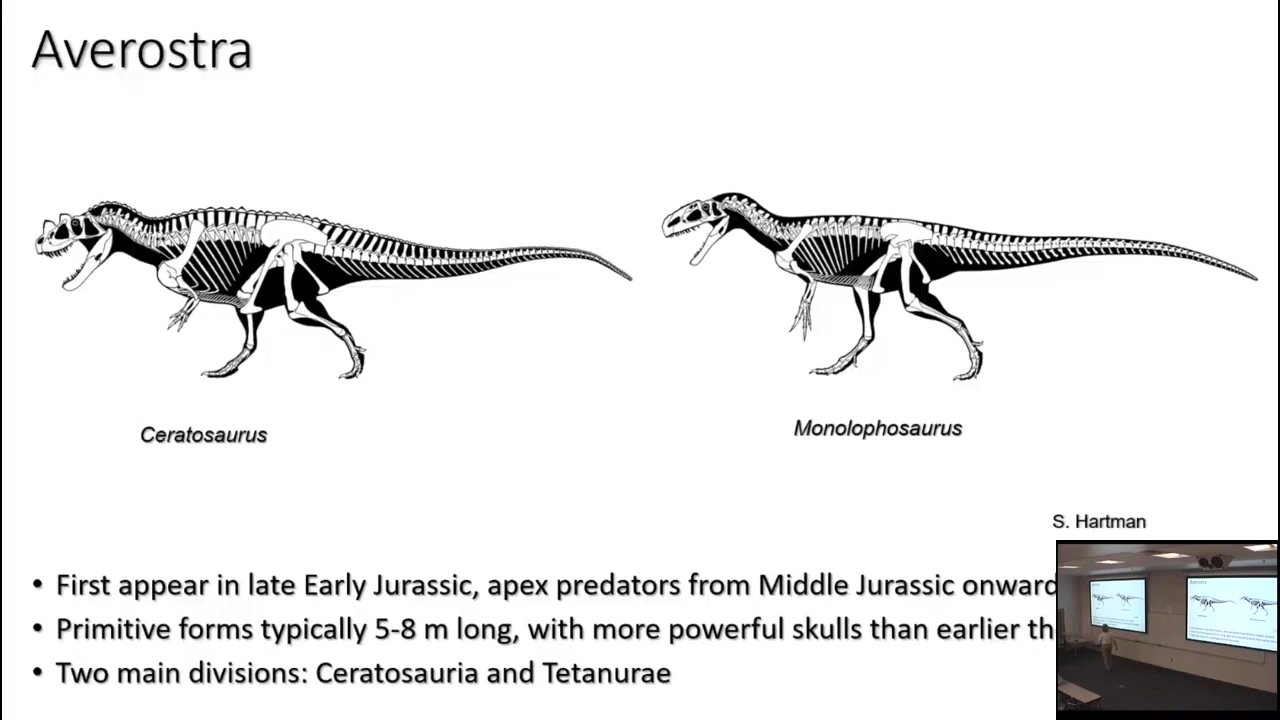 Averostra
Ceratosaurus
Monolophosaurus
S. Hartman
• First appear in late Early Jurassic, apex predators from Middle Jurassic onward
• Primitive forms typically 5-8 m long, with more powerful skulls than earlier th
• Two main divisions: Ceratosauria and Tetanurae